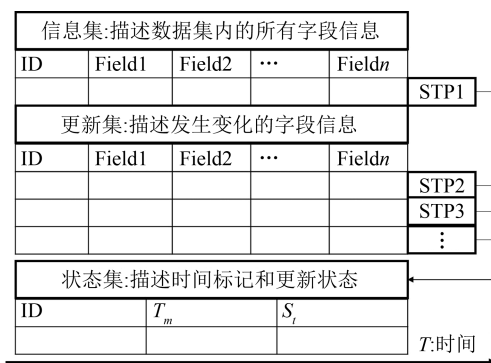 信息集:描述数据集内的所有字段信息
ID Field1 Field2 … Fieldn
STP1
更新集:描述发生变化的字段信息
ID Field1 Field2 … Fieldn
STP2
STP3
⋮
状态集:描述时间标记和更新状态
ID Tm St
T:时间